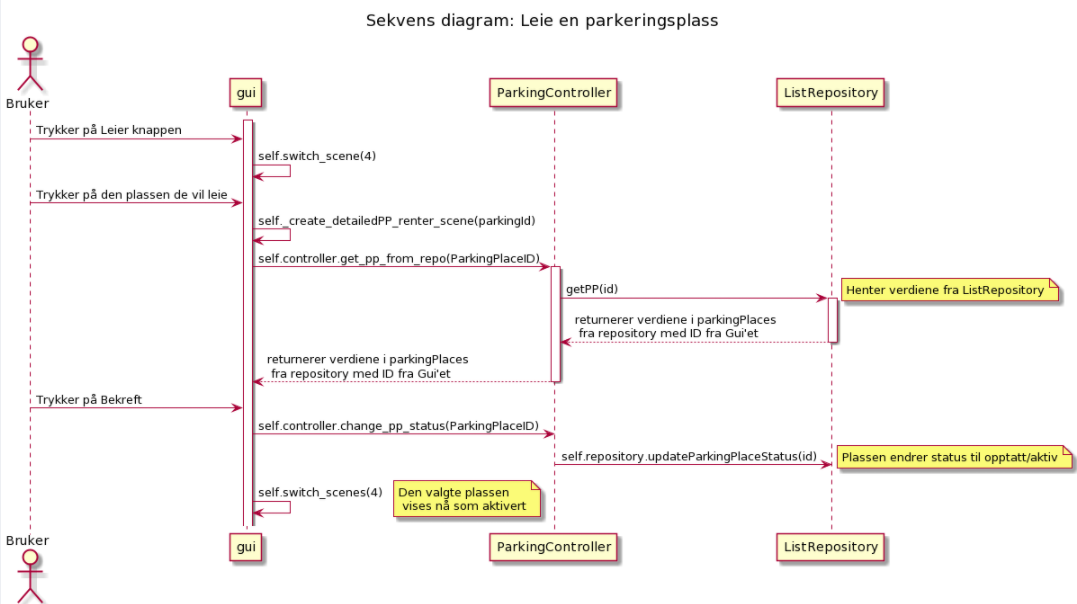 Sekvens diagram: Leie en parkeringsplass
Bruker
gui
ParkingController
ListRepository
Trykker på Leier knappen
self.switch_scene(4)
Trykker på den plassen de vil leie
self._create_detailedPP_renter_scene(parkingId)
self.controller.get_pp_from_repo(ParkingPlaceID)
getPP(id)
Henter verdiene fra ListRepository
returnerer verdiene i parkingPlaces
fra repository med ID fra Gui'et
returnerer verdiene i parkingPlaces
fra repository med ID fra Gui'et
Trykker på Bekreft
self.controller.change_pp_status(ParkingPlaceID)
self.repository.updateParkingPlaceStatus(id)
Plassen endrer status til opptatt/aktiv
self.switch_scenes(4)
Den valgte plassen
vises nå som aktivert
Bruker
gui
ParkingController
ListRepository